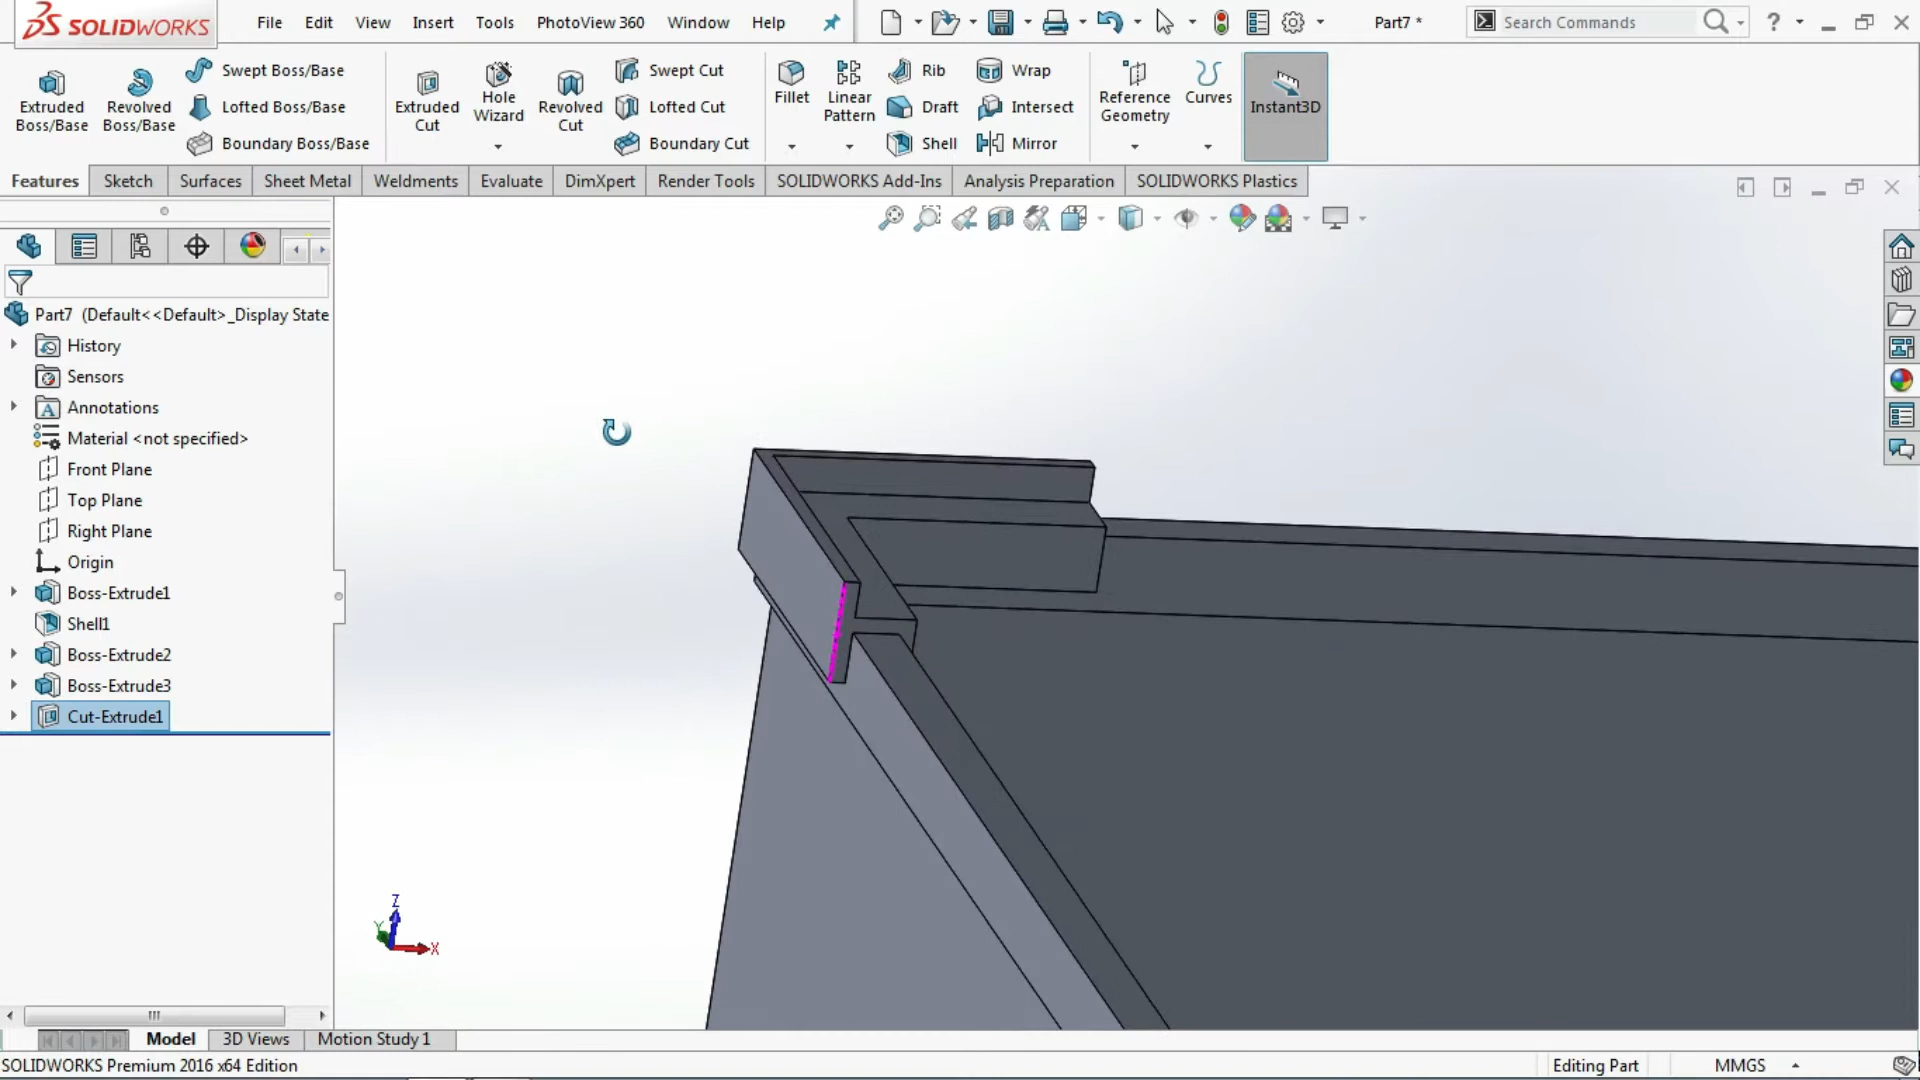 SOLIDWORKS File Edit View Insert Tools PhotoView 360 Window Help Part7 * Search Commands ?
Extruded Boss/Base
Revolved Boss/Base
Swept Boss/Base
Lofted Boss/Base
Boundary Boss/Base
Extruded Cut
Hole Wizard
Revolved Cut
Swept Cut
Lofted Cut
Boundary Cut
Fillet
Linear Pattern
Rib
Draft
Shell
Wrap
Intersect
Mirror
Reference Geometry
Curves
Instant3D
Features Sketch Surfaces Sheet Metal Weldments Evaluate DimXpert Render Tools SOLIDWORKS Add-Ins Analysis Preparation SOLIDWORKS Plastics
Part7 (Default<<Default>_Display State
History
Sensors
Annotations
Material <not specified>
Front Plane
Top Plane
Right Plane
Origin
Boss-Extrude1
Shell1
Boss-Extrude2
Boss-Extrude3
Cut-Extrude1
Z
Y
X
Model 3D Views Motion Study 1
SOLIDWORKS Premium 2016 x64 Edition Editing Part MMGS